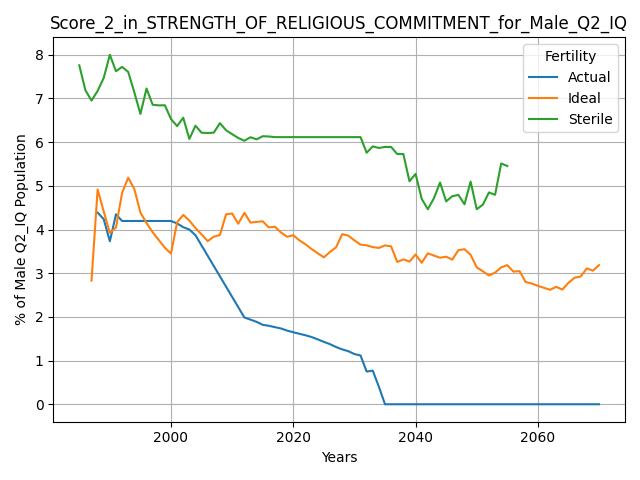 Score_2_in_STRENGTH_OF_RELIGIOUS_COMMITMENT_for_Male_Q2_IQ
Fertility
Actual
Ideal
Sterile
% of Male Q2_IQ Population
8
7
6
5
4
3
2
1
0
2000 2020 2040 2060
Years